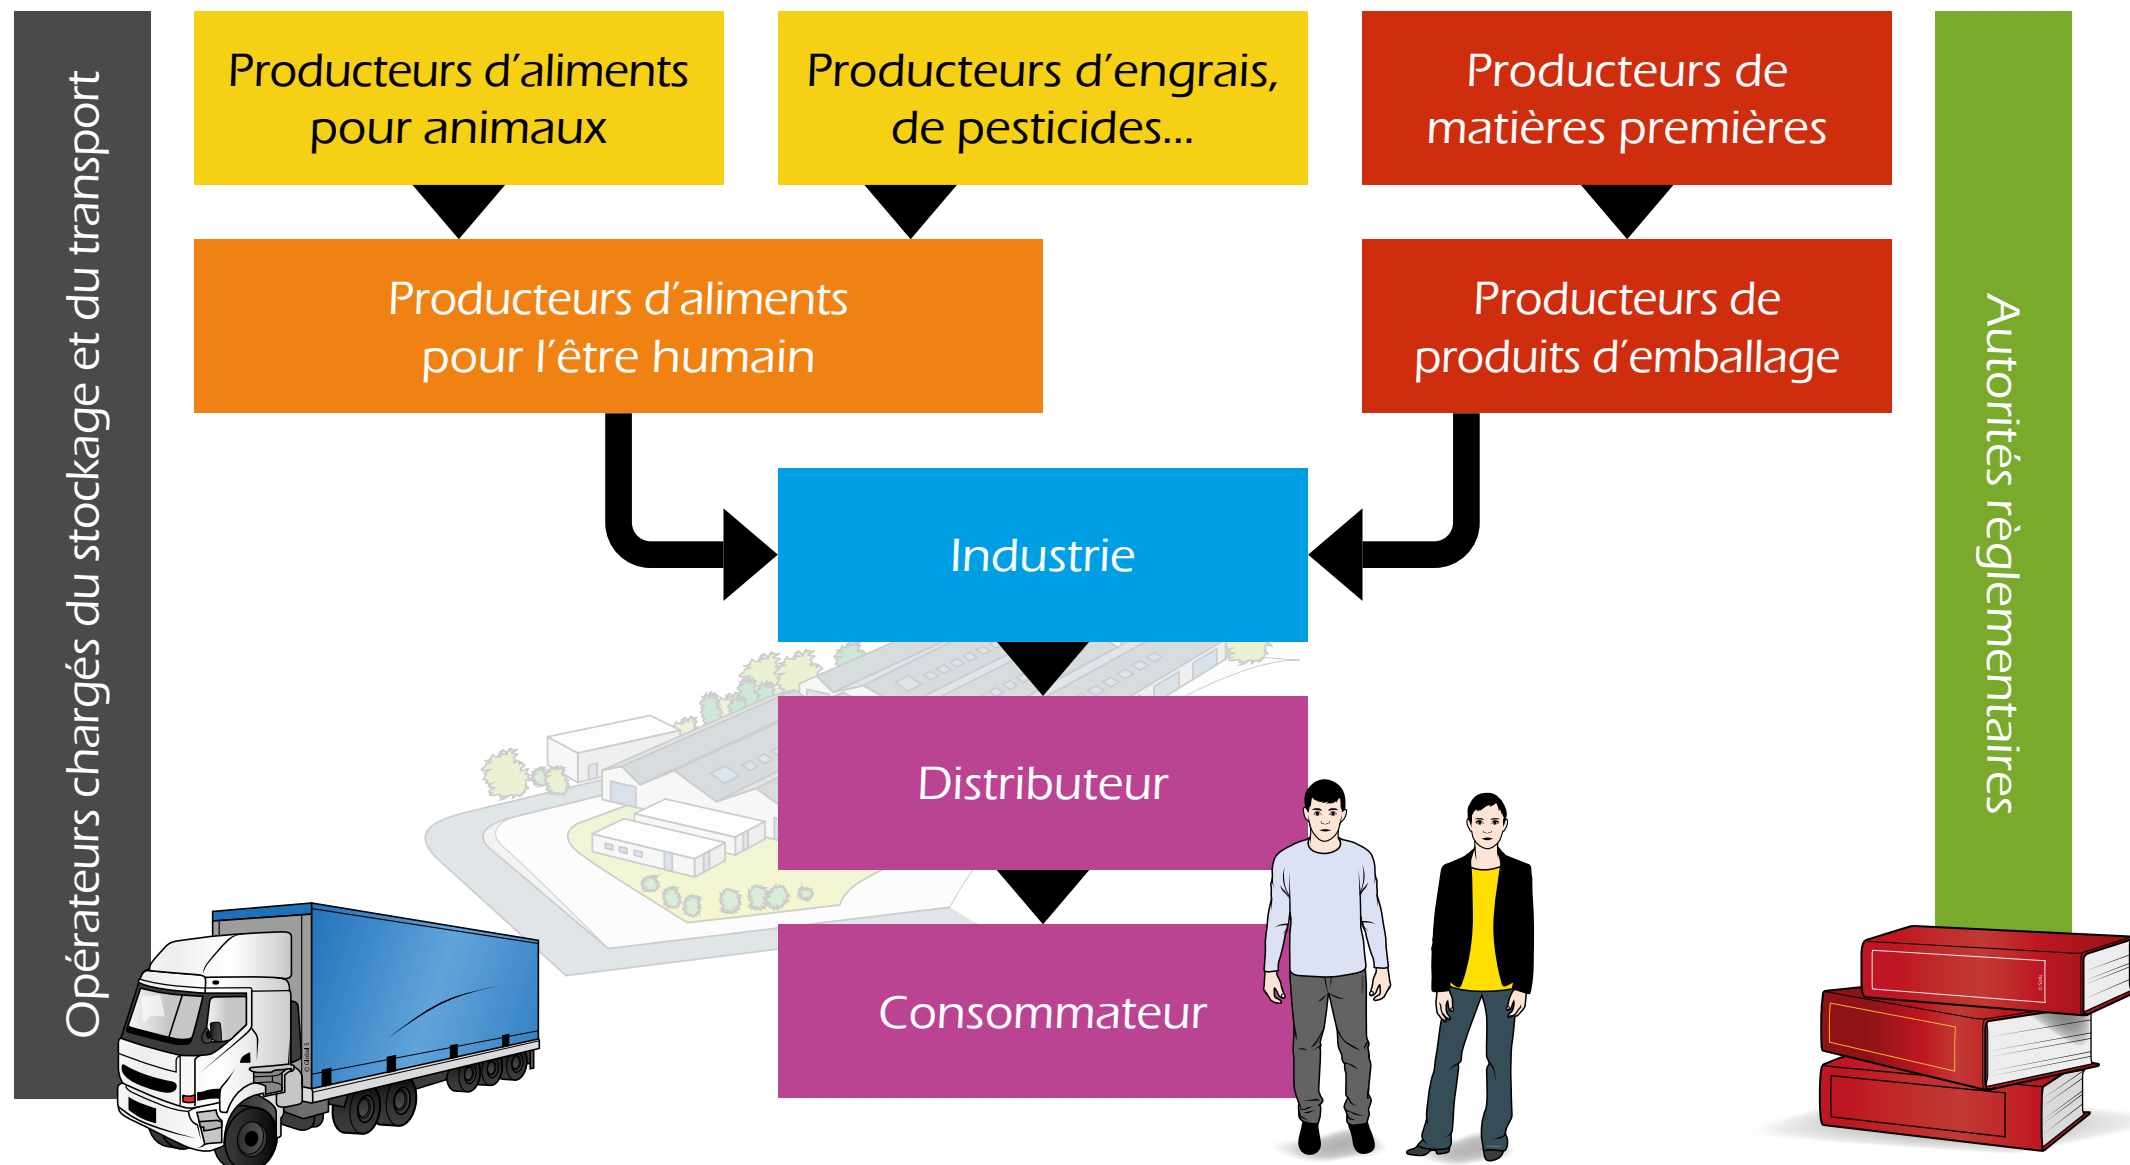 Opérateurs chargés du stockage et du transport
Producteurs d'aliments
pour animaux
Producteurs d'engrais,
de pesticides...
Producteurs de
matières premières
Producteurs d'aliments
pour l'être humain
Producteurs de
produits d'emballage
Industrie
Distributeur
Consommateur
Autorités règlementaires